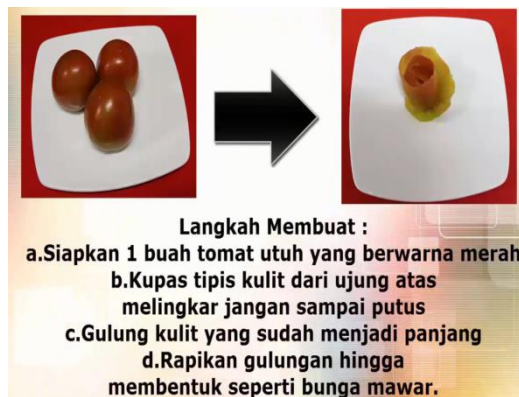 Langkah Membuat :
a.Siapkan 1 buah tomat utuh yang berwarna merah
b.Kupas tipis kulit dari ujung atas
melingkar jangan sampai putus
c.Gulung kulit yang sudah menjadi panjang
d.Rapikan gulungan hingga
membentuk seperti bunga mawar.